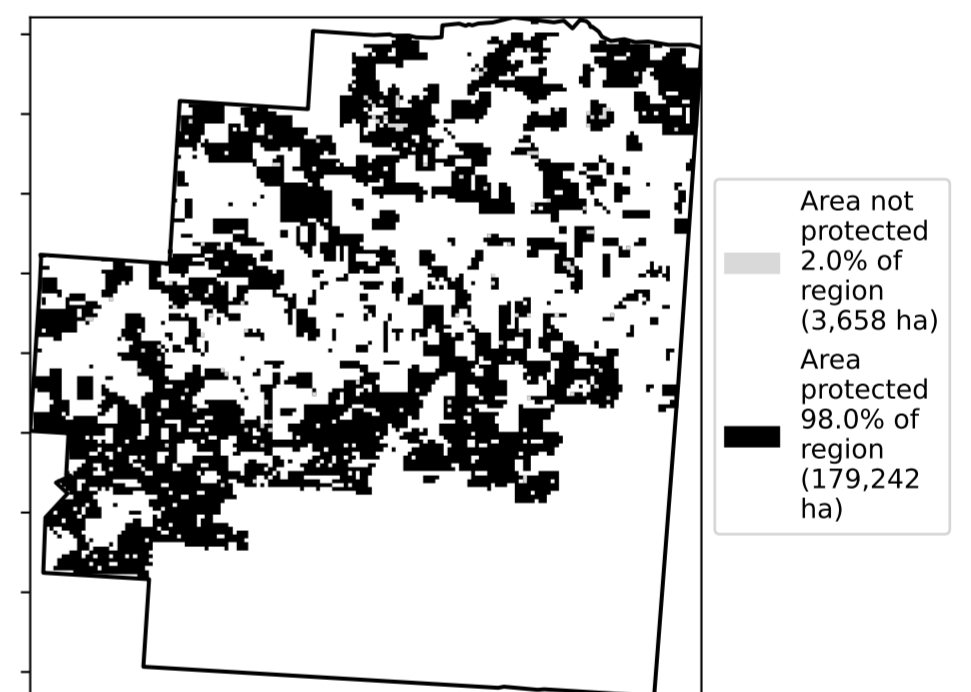 Area not
protected
2.0% of
region
(3,658 ha)
Area
protected
98.0% of
region
(179,242
ha)